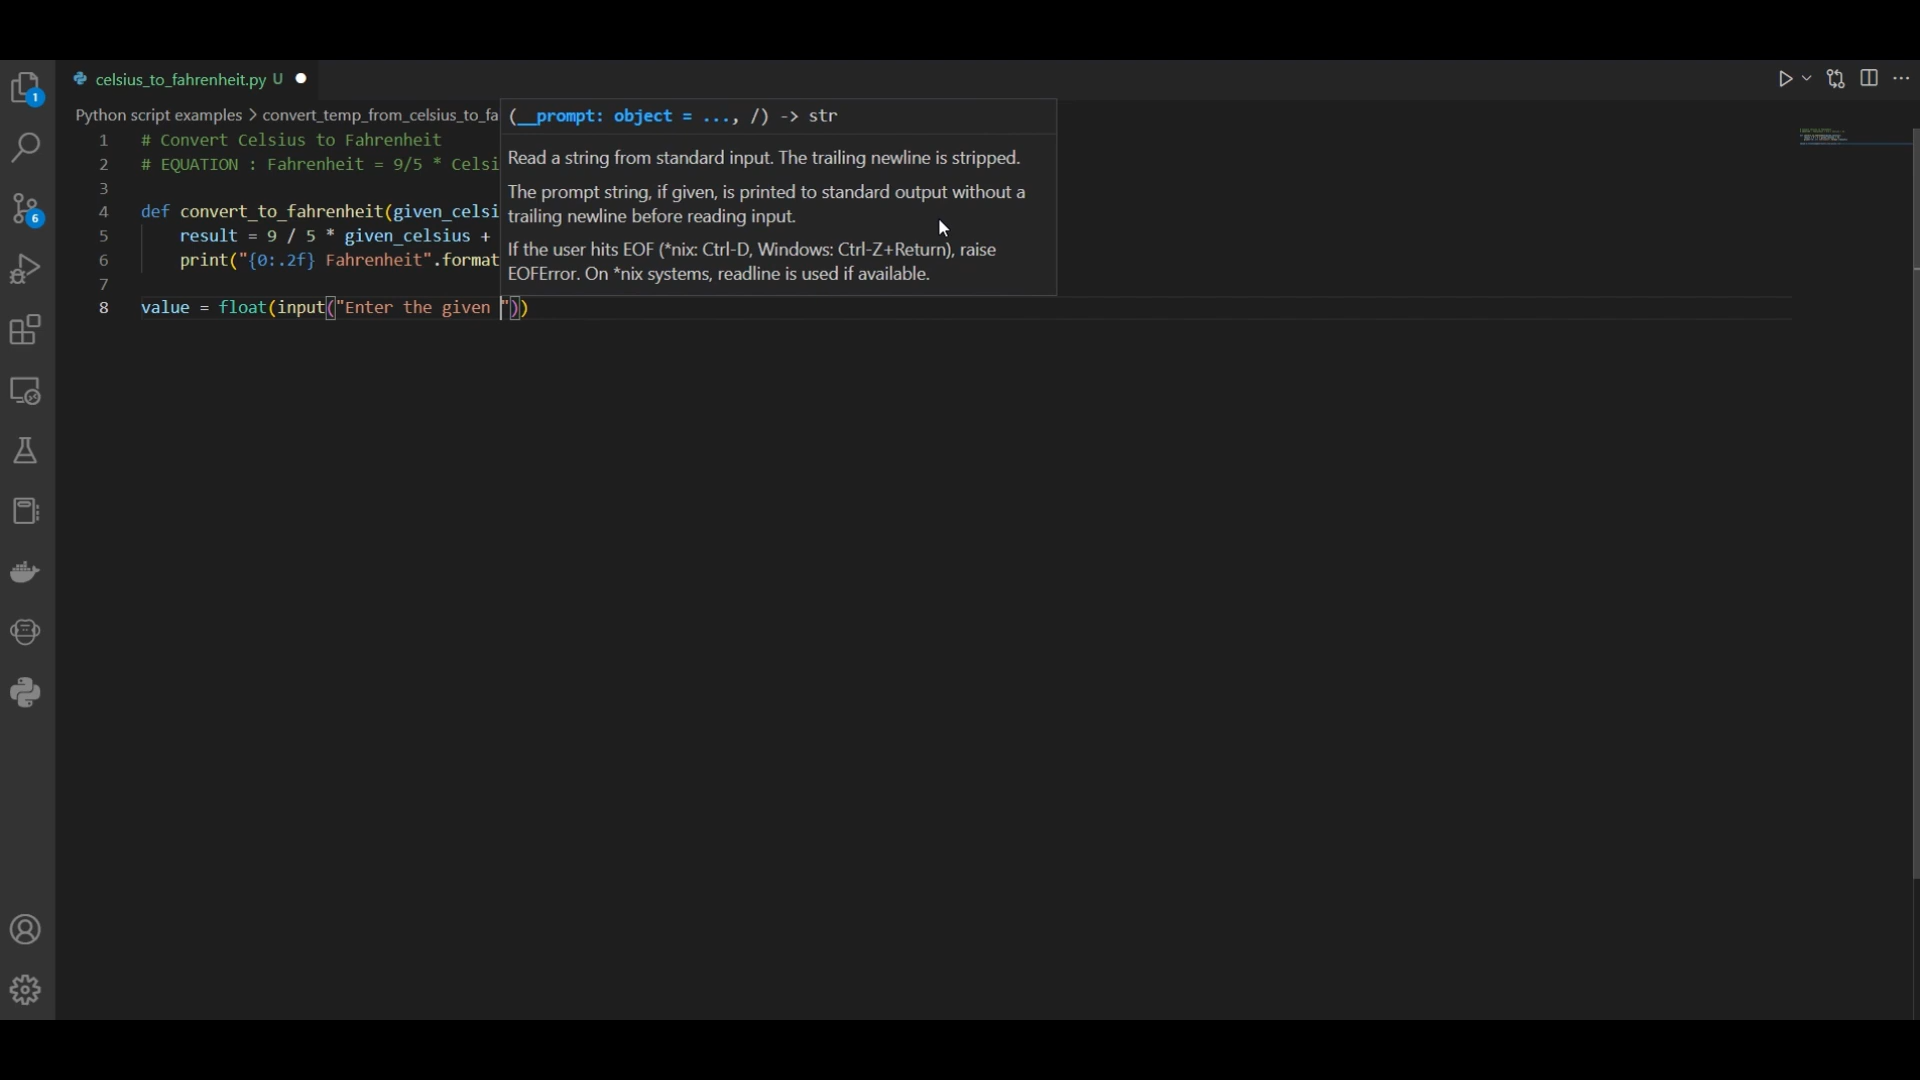 celsius_to_fahrenheit.py U
Python script examples > convert_temp_from_celsius_to_fa
(__prompt: object = ..., /) -> str
Read a string from standard input. The trailing newline is stripped.
The prompt string, if given, is printed to standard output without a
trailing newline before reading input.
If the user hits EOF (*nix: Ctrl-D, Windows: Ctrl-Z+Return), raise
EOFError. On *nix systems, readline is used if available.
1 # Convert Celsius to Fahrenheit
2 # EQUATION : Fahrenheit = 9/5 * Celsi
3
4 def convert_to_fahrenheit(given_celsi
5 result = 9 / 5 * given_celsius +
6 print("{0:.2f} Fahrenheit".format
7
8 value = float(input("Enter the given "))
1
6